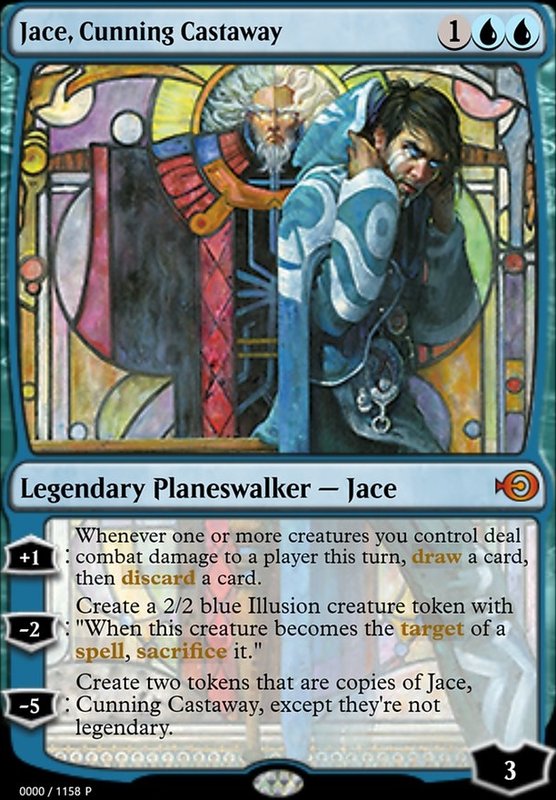 Jace, Cunning Castaway 1
Legendary Planeswalker — Jace
+1 : Whenever one or more creatures you control deal
combat damage to a player this turn, draw a card,
then discard a card.
-2 : Create a 2/2 blue Illusion creature token with
"When this creature becomes the target of a
spell, sacrifice it."
-5 : Create two tokens that are copies of Jace,
Cunning Castaway, except they're not
legendary.
3
0000 / 1158 P